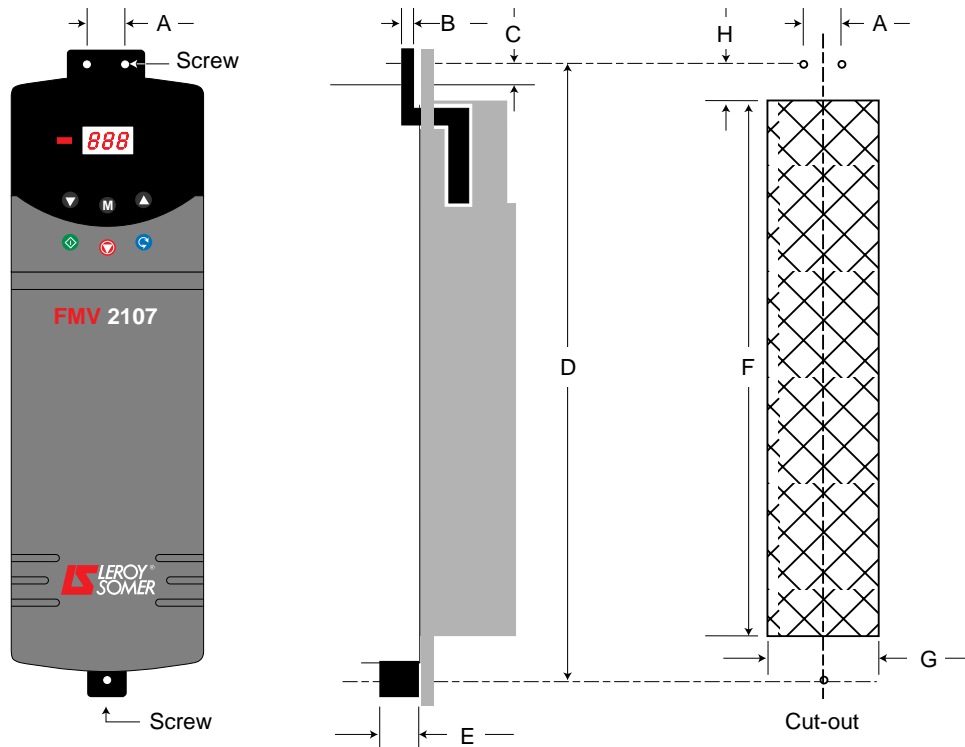 A
Screw
888
M
FMV 2107
LEROY®
SOMER
Screw
B
C
D
E
H
A
F
G
Cut-out